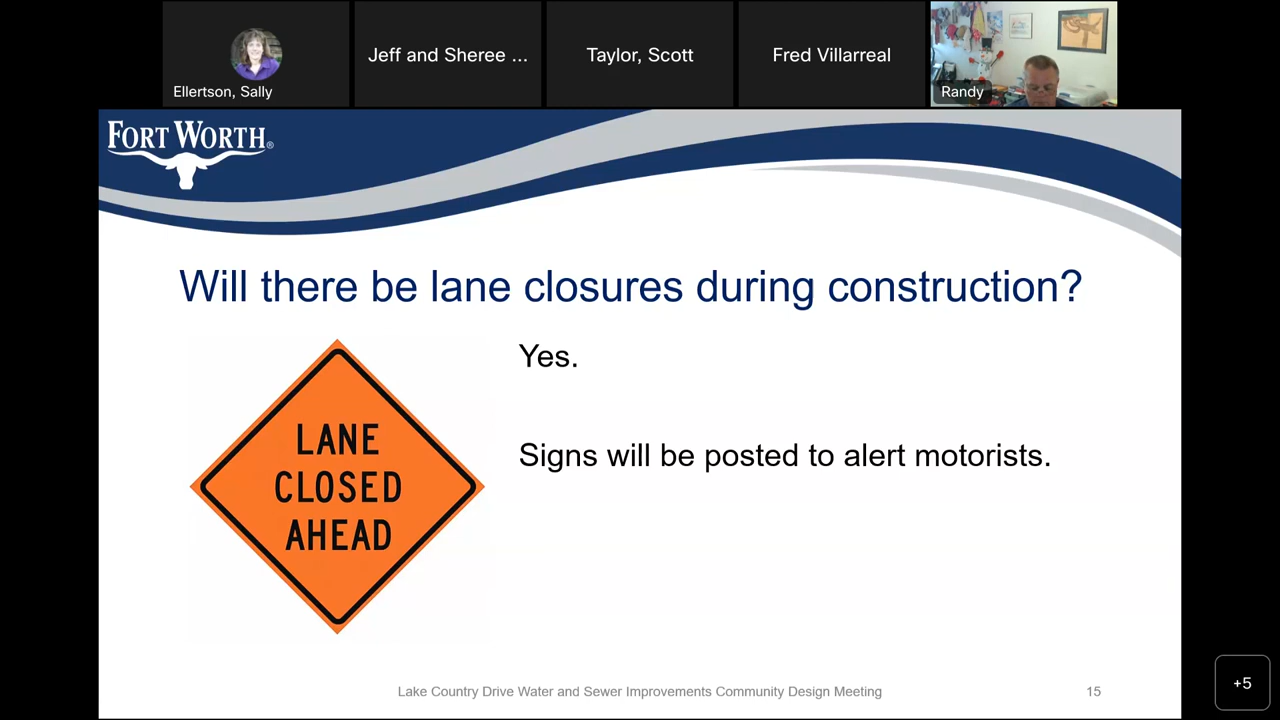 Ellertson, Sally
Jeff and Sheree ...
Taylor, Scott
Fred Villarreal
Randy
FORT WORTH®
Will there be lane closures during construction?
Yes.
Signs will be posted to alert motorists.
LANE
CLOSED
AHEAD
Lake Country Drive Water and Sewer Improvements Community Design Meeting
15
+5